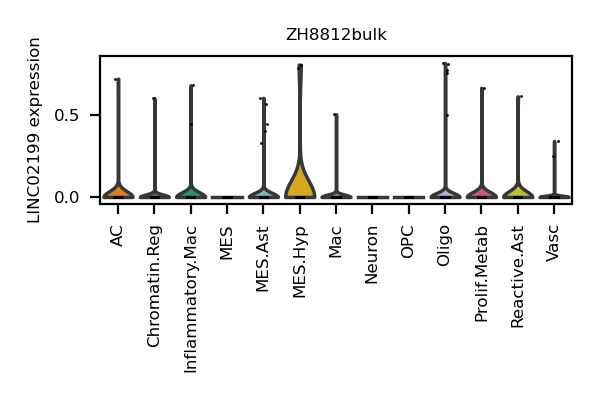 ZH8812bulk
LINC02199 expression
0.5
0.0
AC
Chromatin.Reg
Inflammatory.Mac
MES
MES.Ast
MES.Hyp
Mac
Neuron
OPC
Oligo
Prolif.Metab
Reactive.Ast
Vasc